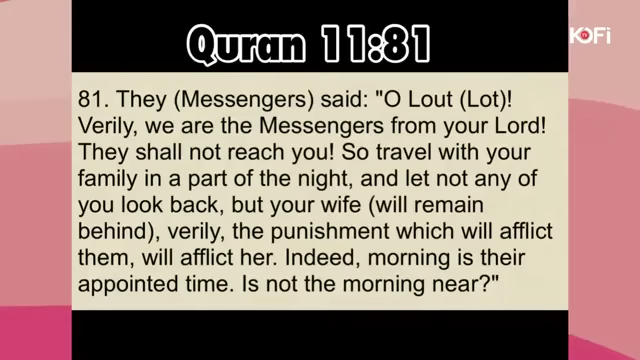 Quran 11:81
KOFi
TV
81. They (Messengers) said: "O Lout (Lot)!
Verily, we are the Messengers from your Lord!
They shall not reach you! So travel with your
family in a part of the night, and let not any of
you look back, but your wife (will remain
behind), verily, the punishment which will afflict
them, will afflict her. Indeed, morning is their
appointed time. Is not the morning near?"